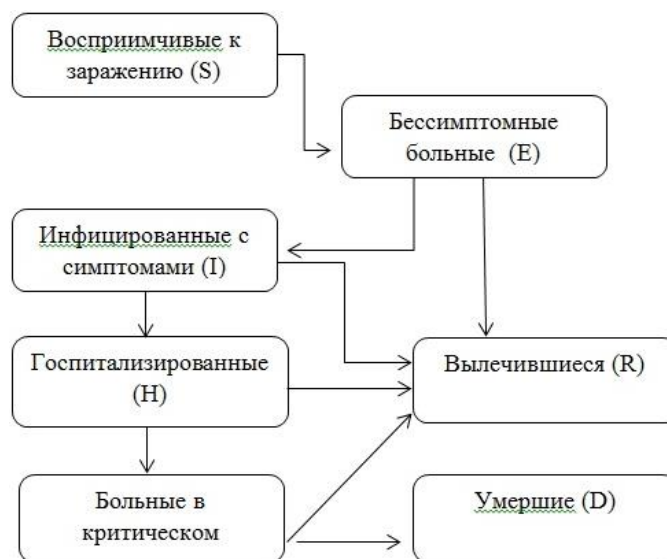 Восприимчивые к
заражению (S)
Бессимптомные
больные (E)
Инфицированные с
симптомами (I)
Госпитализированные
(H)
Вылечившиеся (R)
Больные в
критическом
Умершие (D)